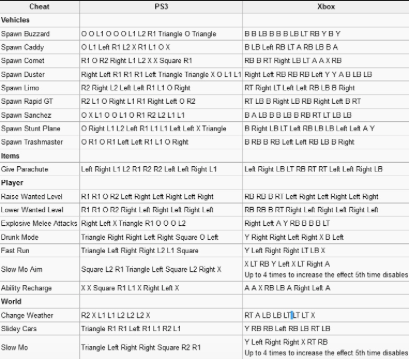 Cheat PS3 Xbox
Vehicles
Spawn Buzzard O O L1 O O O L1 L2 R1 Triangle O Triangle B B LB B B B LB LT RB Y B Y
Spawn Caddy O L1 Left R1 L2 X R1 L1 O X B LB Left RB LT A RB LB B A
Spawn Comet R1 O R2 Right L1 L2 X X Square R1 RB B RT Right LB LT A A X RB
Spawn Duster Right Left R1 R1 R1 Left Triangle Triangle X O L1 L1 Right Left RB RB RB Left Y Y A B LB LB
Spawn Limo R2 Right L2 Left Left R1 L1 O Right RT Right LT Left Left RB LB B Right
Spawn Rapid GT R2 L1 O Right L1 R1 Right Left O R2 RT LB B Right LB RB Right Left B RT
Spawn Sanchez O X L1 O O L1 O R1 R2 L2 L1 L1 B A LB B B LB B RB RT LT LB LB
Spawn Stunt Plane O Right L1 L2 Left R1 L1 L1 Left Left X Triangle B Right LB LT Left RB LB LB Left Left A Y
Spawn Trashmaster O R1 O R1 Left Left R1 L1 O Right B RB B RB Left Left RB LB B Right
Items
Give Parachute Left Right L1 L2 R1 R2 R2 Left Left Right L1 Left Right LB LT RB RT RT Left Left Right LB
Player
Raise Wanted Level R1 R1 O R2 Left Right Left Right Left Right RB RB B RT Left Right Left Right Left Right
Lower Wanted Level R1 R1 O R2 Right Left Right Left Right Left RB RB B RT Right Left Right Left Right Left
Explosive Melee Attacks Right Left X Triangle R1 O O O L2 Right Left A Y RB B B B LT
Drunk Mode Triangle Right Right Left Right Square O Left Y Right Right Left Right X B Left
Fast Run Triangle Left Right Right L2 L1 Square Y Left Right Right LT LB X
Slow Mo Aim Square L2 R1 Triangle Left Square L2 Right X X LT RB Y Left X LT Right A
Up to 4 times to increase the effect 5th time disables
Ability Recharge X X Square R1 L1 X Right Left X A A X RB LB A Right Left A
World
Change Weather R2 X L1 L1 L2 L2 L2 X RT A LB LB LT LT LT X
Slidey Cars Triangle R1 R1 Left R1 L1 R2 L1 Y RB RB Left RB LB RT LB
Slow Mo Triangle Left Right Right Square R2 R1 Y Left Right Right X RT RB
Up to 4 times to increase the effect 5th time disables